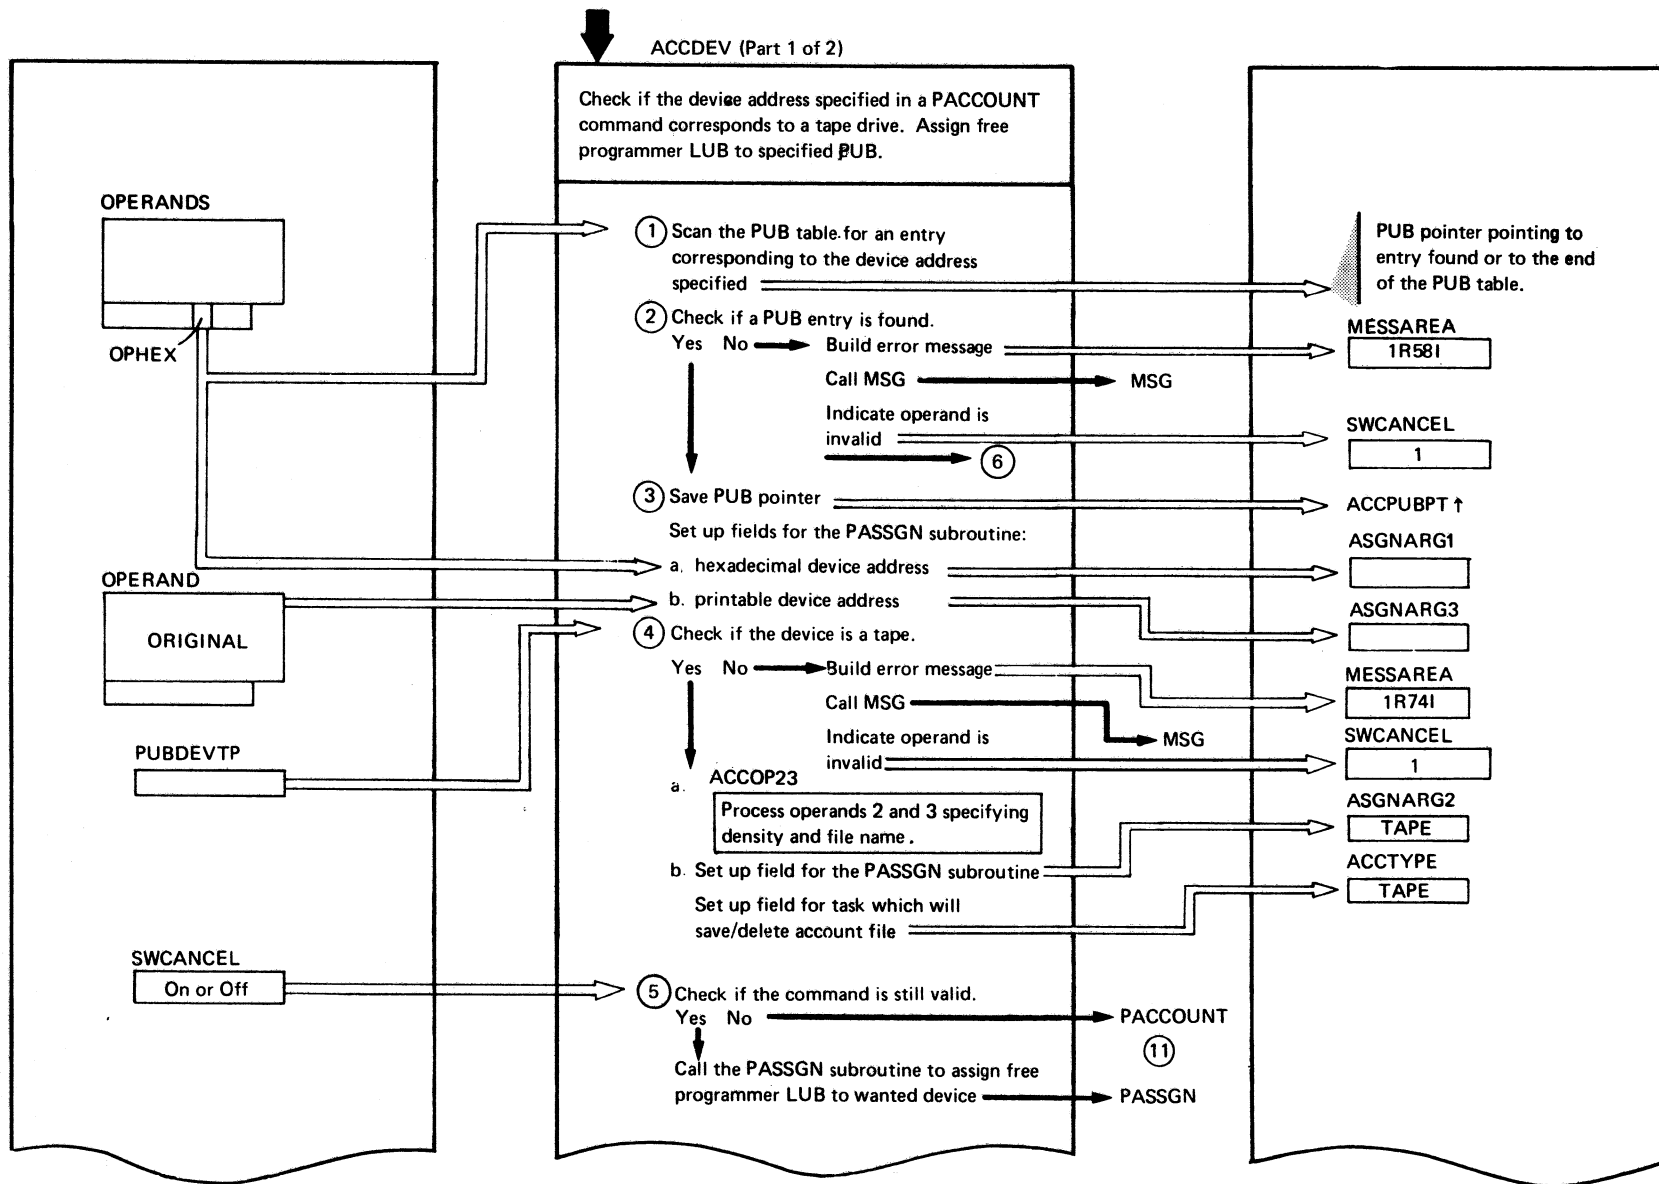 ACCDEV (Part 1 of 2)
Check if the device address specified in a PACCOUNT
command corresponds to a tape drive. Assign free
programmer LUB to specified PUB.
OPERANDS
OPHEX
OPERAND
ORIGINAL
PUBDEVTP
SWCANCEL
On or Off
1 Scan the PUB table for an entry
corresponding to the device address
specified
2 Check if a PUB entry is found.
Yes No Build error message
Call MSG MSG
Indicate operand is
invalid
6
3 Save PUB pointer
Set up fields for the PASSGN subroutine:
a. hexadecimal device address
b. printable device address
4 Check if the device is a tape.
Yes No Build error message
Call MSG
MSG
Indicate operand is
invalid
a. ACCOP23
Process operands 2 and 3 specifying
density and file name.
b. Set up field for the PASSGN subroutine
Set up field for task which will
save/delete account file
5 Check if the command is still valid.
Yes No PACCOUNT
11
Call the PASSGN subroutine to assign free
programmer LUB to wanted device PASSGN
PUB pointer pointing to
entry found or to the end
of the PUB table.
MESSAREA
1R58I
SWCANCEL
1
ACCPUBPT ↑
ASGNARG1
ASGNARG3
MESSAREA
1R74I
SWCANCEL
1
ASGNARG2
TAPE
ACCTYPE
TAPE